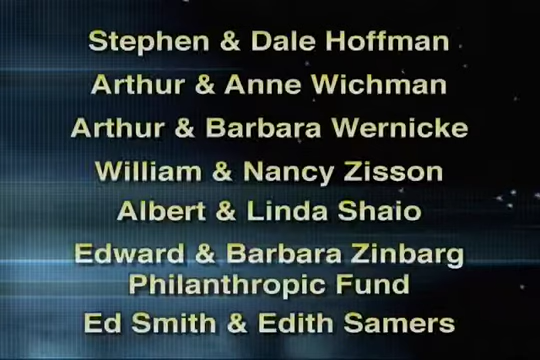 Stephen & Dale Hoffman
Arthur & Anne Wichman
Arthur & Barbara Wernicke
William & Nancy Zisson
Albert & Linda Shaio
Edward & Barbara Zinbarg
Philanthropic Fund
Ed Smith & Edith Samers